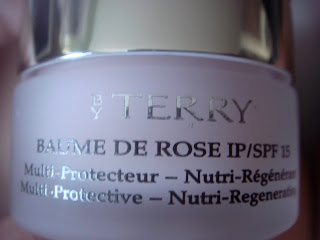 BY TERRY
BAUME DE ROSE IP/SPF 15
Multi-Protecteur – Nutri-Régénérant
Multi-Protective – Nutri-Regenerating